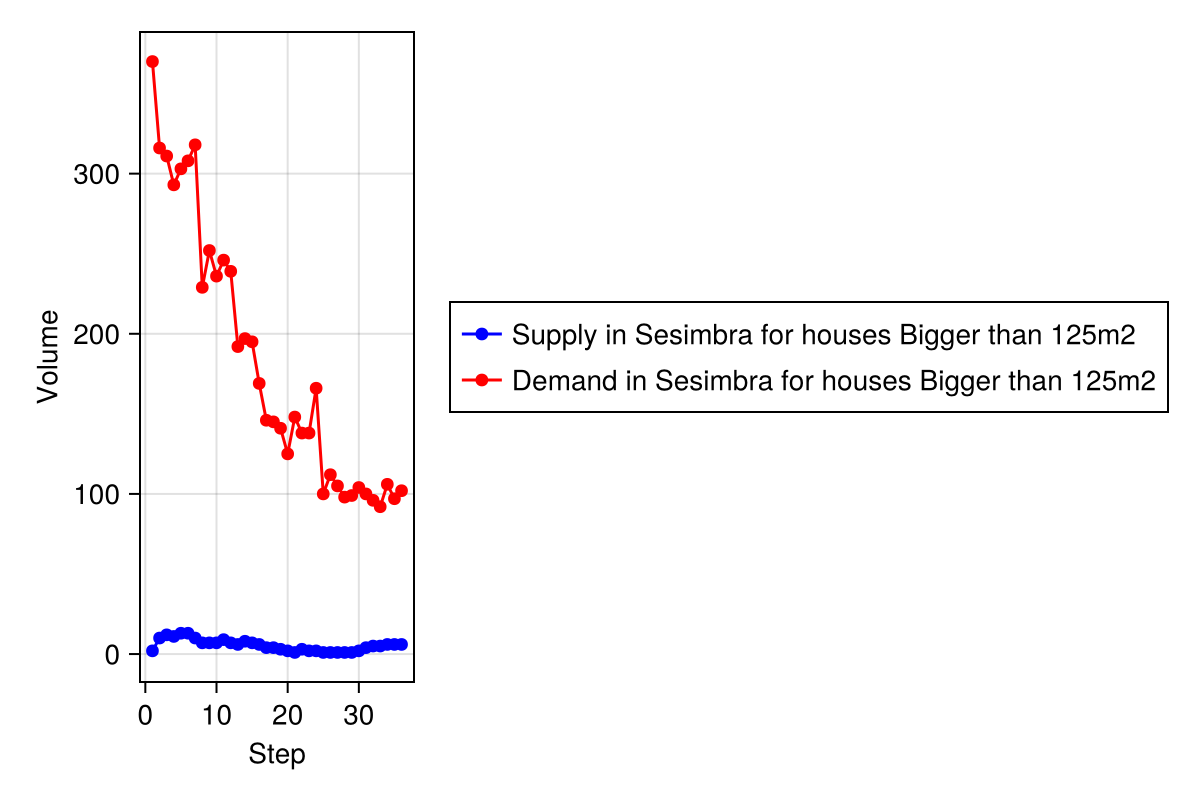 300
200
100
0
Volume
0 10 20 30
Step
Supply in Sesimbra for houses Bigger than 125m2
Demand in Sesimbra for houses Bigger than 125m2